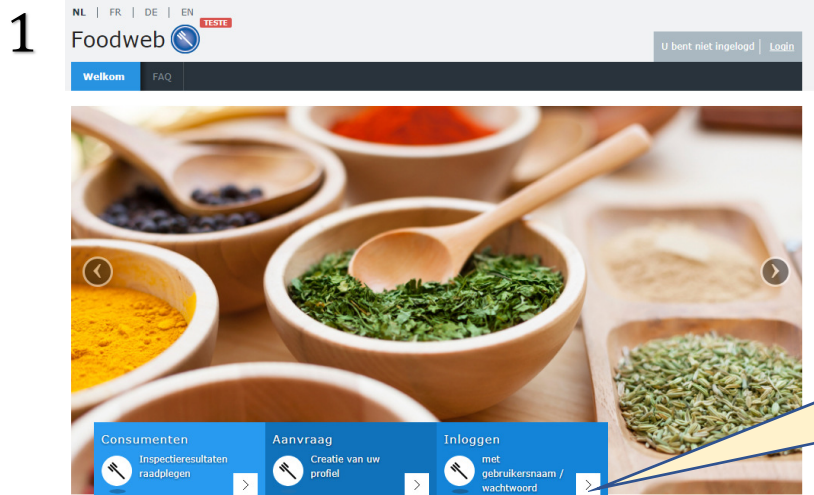 1
NL | FR | DE | EN
TESTE
Foodweb
U bent niet ingelogd | Login
Welkom
FAQ
Consumenten
Inspectieresultaten
raadplegen
Aanvraag
Creatie van uw
profiel
Inloggen
met
gebruikersnaam /
wachtwoord